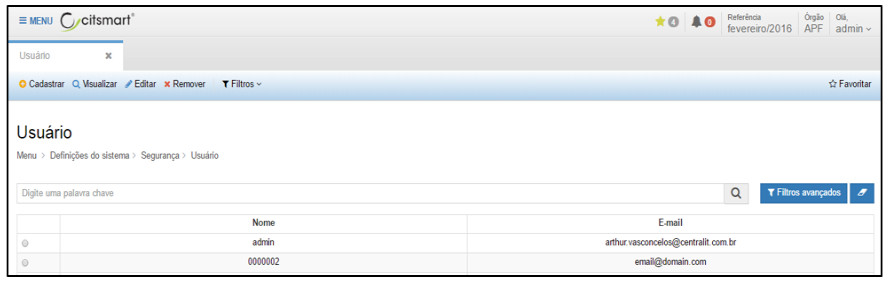 ≡ MENU citsmart® 4 0 Referência Órgão Olá,
fevereiro/2016 APF admin
Usuário ×
Cadastrar Visualizar Editar × Remover Filtros Favoritar
Usuário
Menu > Definições do sistema > Segurança > Usuário
Digite uma palavra chave Filtros avançados
Nome E-mail
admin arthur.vasconcelos@centralit.com.br
0000002 email@domain.com